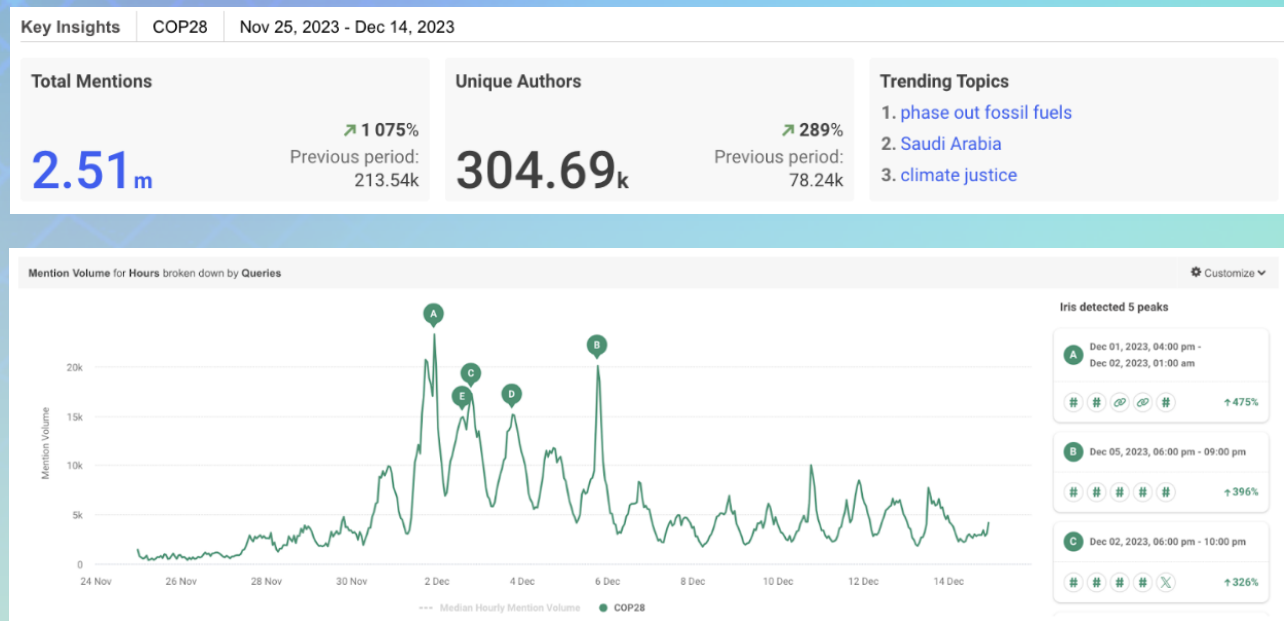 Key Insights COP28 Nov 25, 2023 - Dec 14, 2023
Total Mentions
2.51m
1 075%
Previous period:
213.54k
Unique Authors
304.69k
289%
Previous period:
78.24k
Trending Topics
1. phase out fossil fuels
2. Saudi Arabia
3. climate justice
Mention Volume for Hours broken down by Queries
Customize
Mention Volume
20k
15k
10k
5k
0
A
B
C
E
D
24 Nov 26 Nov 28 Nov 30 Nov 2 Dec 4 Dec 6 Dec 8 Dec 10 Dec 12 Dec 14 Dec
Median Hourly Mention Volume COP28
Iris detected 5 peaks
A Dec 01, 2023, 04:00 pm -
Dec 02, 2023, 01:00 am
# # # 475%
B Dec 05, 2023, 06:00 pm - 09:00 pm
# # # # # 396%
C Dec 02, 2023, 06:00 pm - 10:00 pm
# # # # X 326%